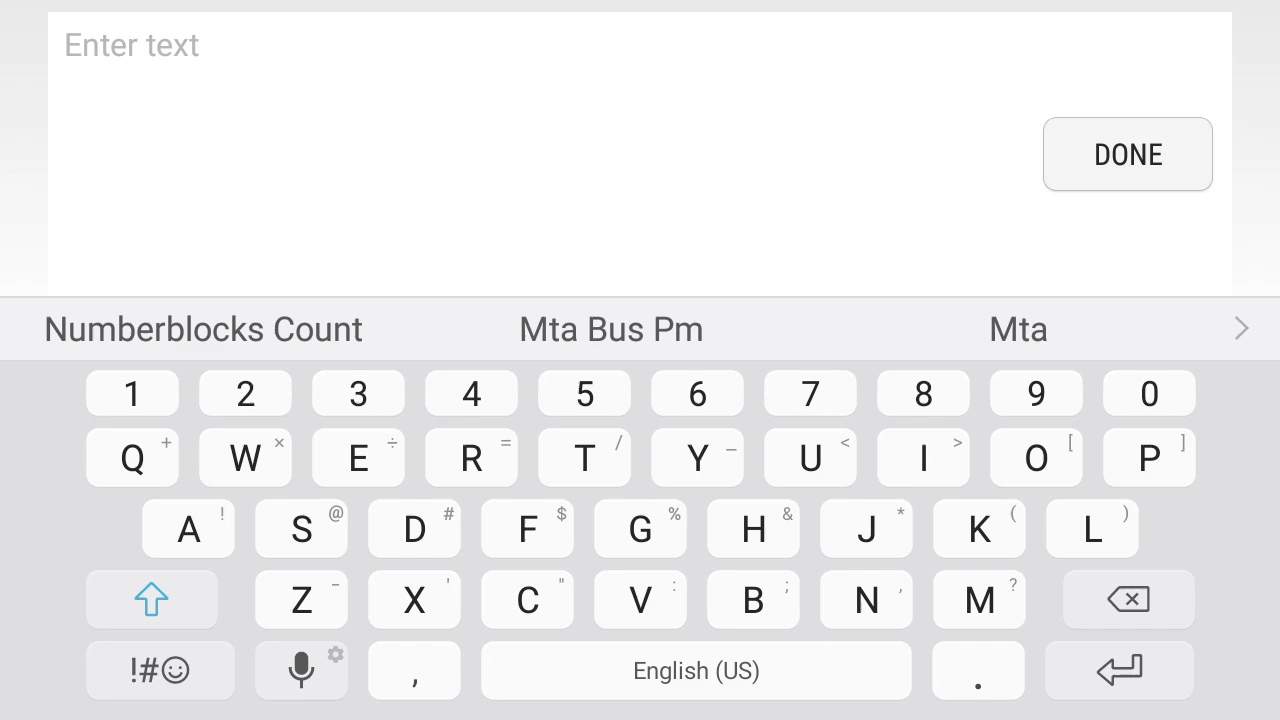 Enter text
DONE
Numberblocks Count Mta Bus Pm Mta
1 2 3 4 5 6 7 8 9 0
Q + W × E ÷ R = T / Y _ U < I > O [ P ]
A ! S @ D # F $ G % H & J * K ( L )
Z - X ' C " V : B ; N , M ?
!#☺ , English (US) .